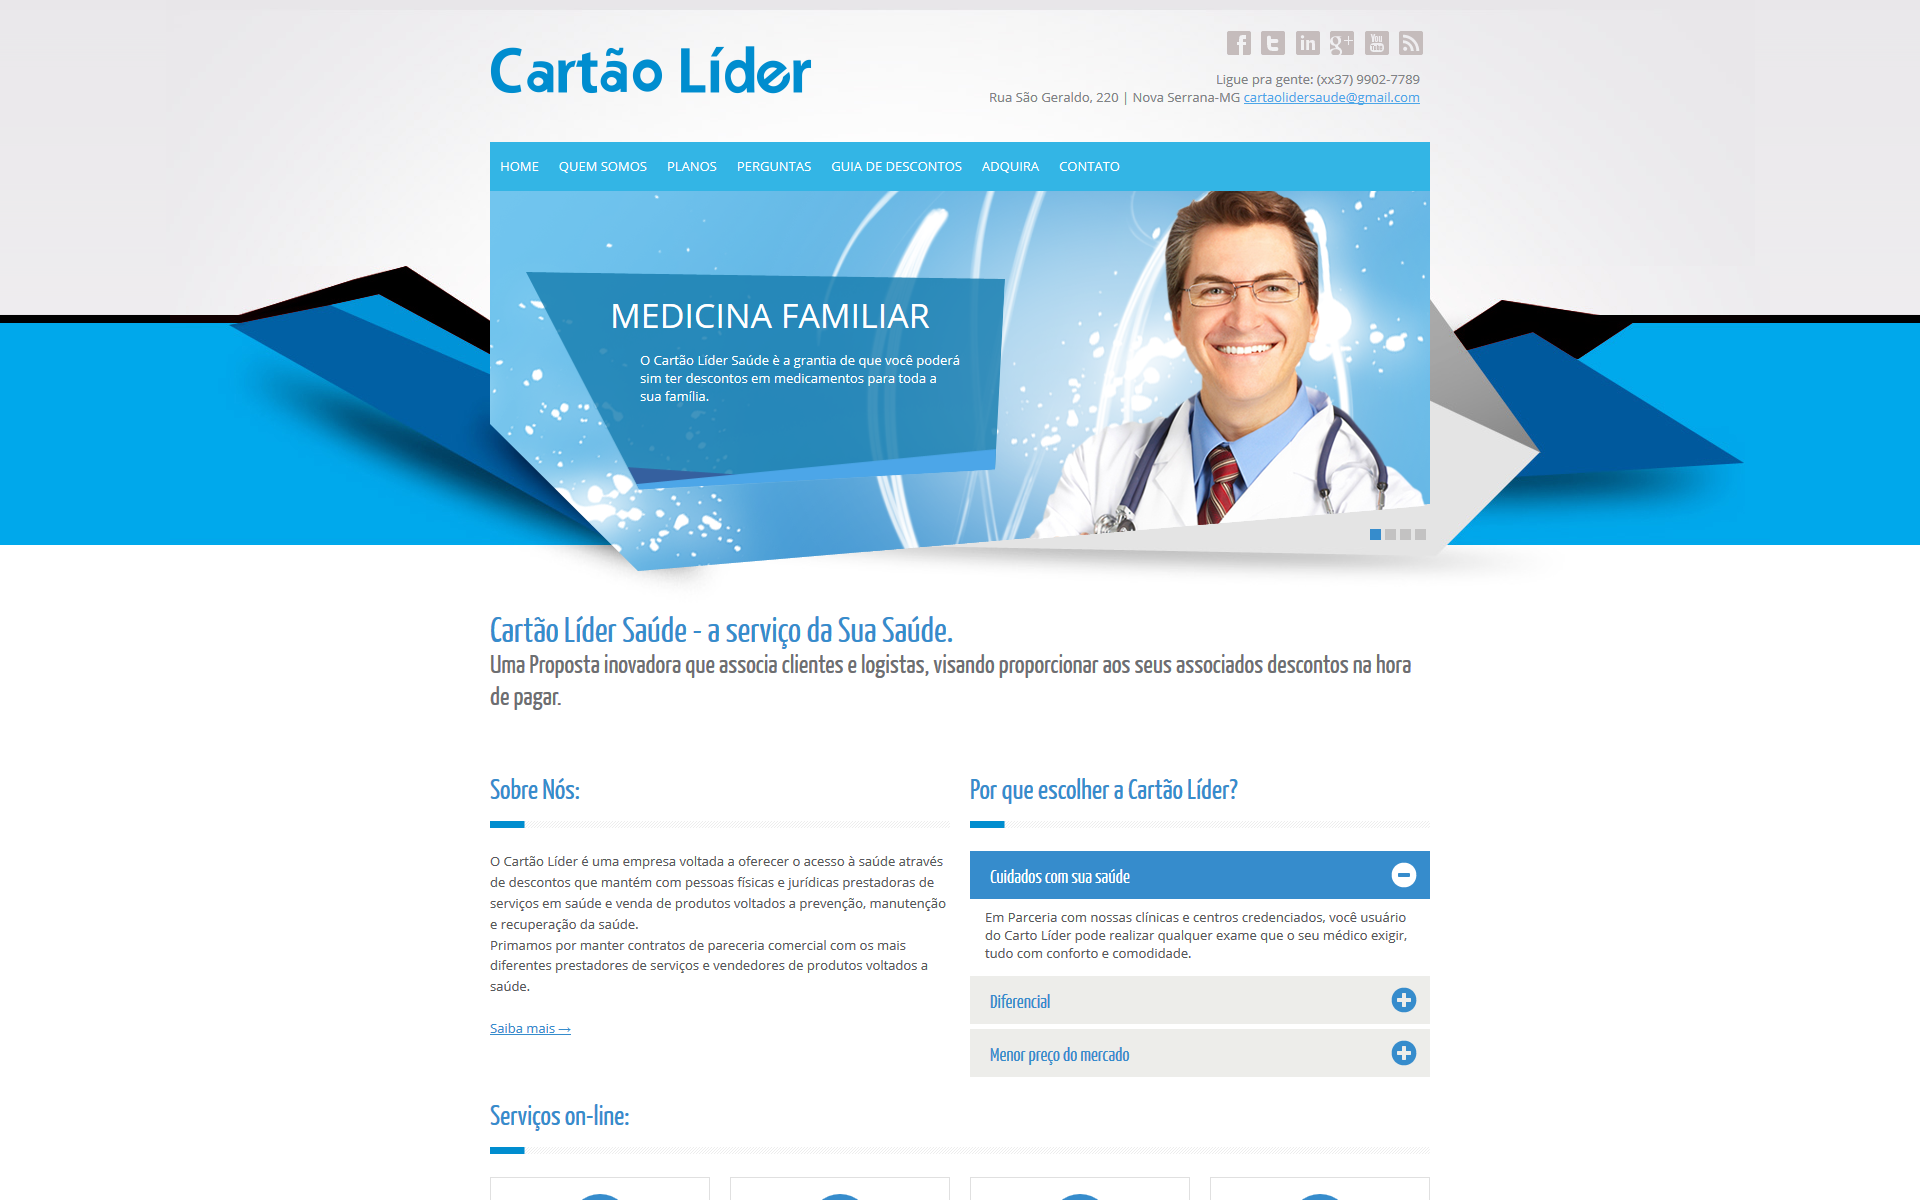 Cartão Líder
Ligue pra gente: (xx37) 9902-7789
Rua São Geraldo, 220 | Nova Serrana-MG cartaolidersaude@gmail.com
HOME QUEM SOMOS PLANOS PERGUNTAS GUIA DE DESCONTOS ADQUIRA CONTATO
MEDICINA FAMILIAR
O Cartão Líder Saúde è a grantia de que você poderá
sim ter descontos em medicamentos para toda a
sua família.
Cartão Líder Saúde - a serviço da Sua Saúde.
Uma Proposta inovadora que associa clientes e logistas, visando proporcionar aos seus associados descontos na hora
de pagar.
Sobre Nós:
O Cartão Líder é uma empresa voltada a oferecer o acesso à saúde através
de descontos que mantém com pessoas físicas e jurídicas prestadoras de
serviços em saúde e venda de produtos voltados a prevenção, manutenção
e recuperação da saúde.
Primamos por manter contratos de pareceria comercial com os mais
diferentes prestadores de serviços e vendedores de produtos voltados a
saúde.
Saiba mais →
Por que escolher a Cartão Líder?
Cuidados com sua saúde
Em Parceria com nossas clínicas e centros credenciados, você usuário
do Carto Líder pode realizar qualquer exame que o seu médico exigir,
tudo com conforto e comodidade.
Diferencial
Menor preço do mercado
Serviços on-line: